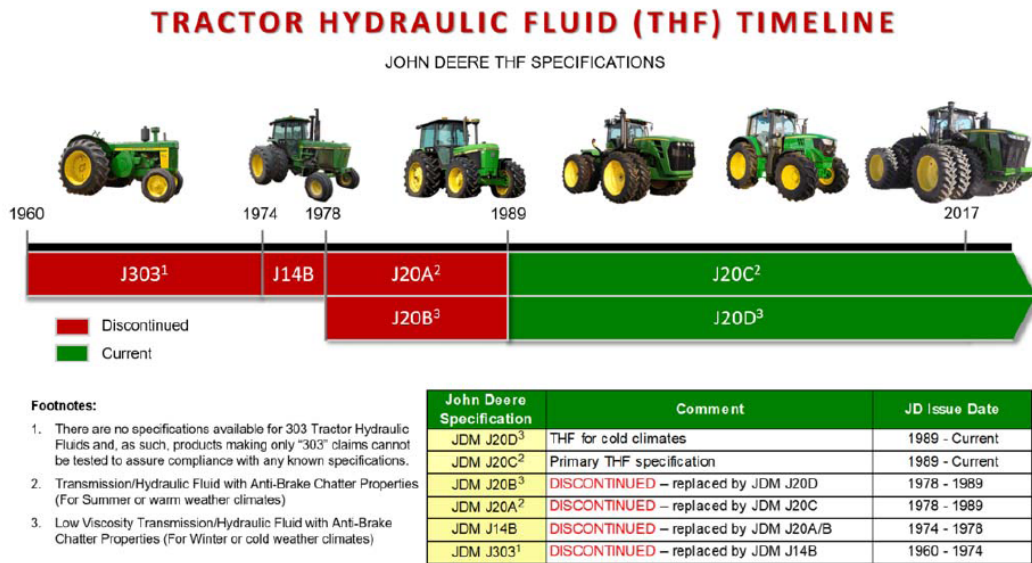 TRACTOR HYDRAULIC FLUID (THF) TIMELINE
JOHN DEERE THF SPECIFICATIONS
1960 1974 1978 1989 2017
J303¹ J14B J20A² J20C²
J20B³ J20D³
Discontinued
Current
Footnotes:
1. There are no specifications available for 303 Tractor Hydraulic
Fluids and, as such, products making only “303” claims cannot
be tested to assure compliance with any known specifications.
2. Transmission/Hydraulic Fluid with Anti-Brake Chatter Properties
(For Summer or warm weather climates)
3. Low Viscosity Transmission/Hydraulic Fluid with Anti-Brake
Chatter Properties (For Winter or cold weather climates)
John Deere
Specification Comment JD Issue Date
JDM J20D³ THF for cold climates 1989 - Current
JDM J20C² Primary THF specification 1989 - Current
JDM J20B³ DISCONTINUED – replaced by JDM J20D 1978 - 1989
JDM J20A² DISCONTINUED – replaced by JDM J20C 1978 - 1989
JDM J14B DISCONTINUED – replaced by JDM J20A/B 1974 - 1978
JDM J303¹ DISCONTINUED – replaced by JDM J14B 1960 - 1974